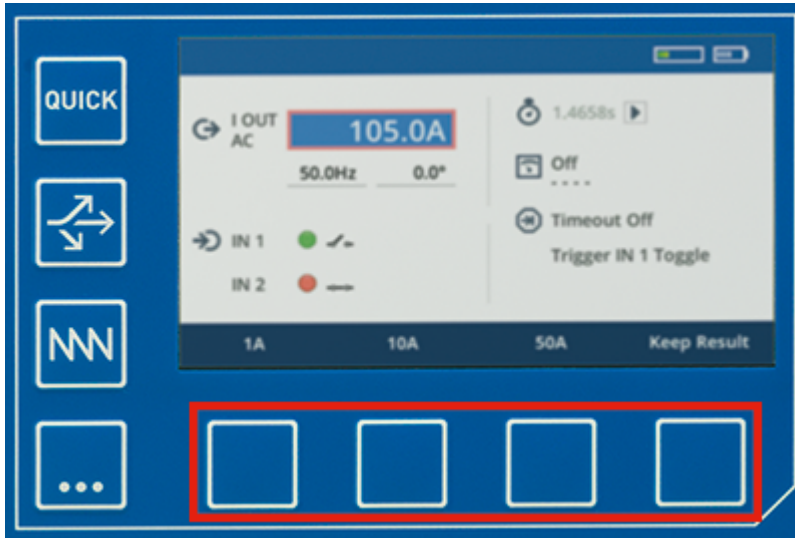 QUICK
I OUT
AC
105.0A
50.0Hz 0.0°
IN 1
IN 2
1.4658s
Off
----
Timeout Off
Trigger IN 1 Toggle
1A 10A 50A Keep Result